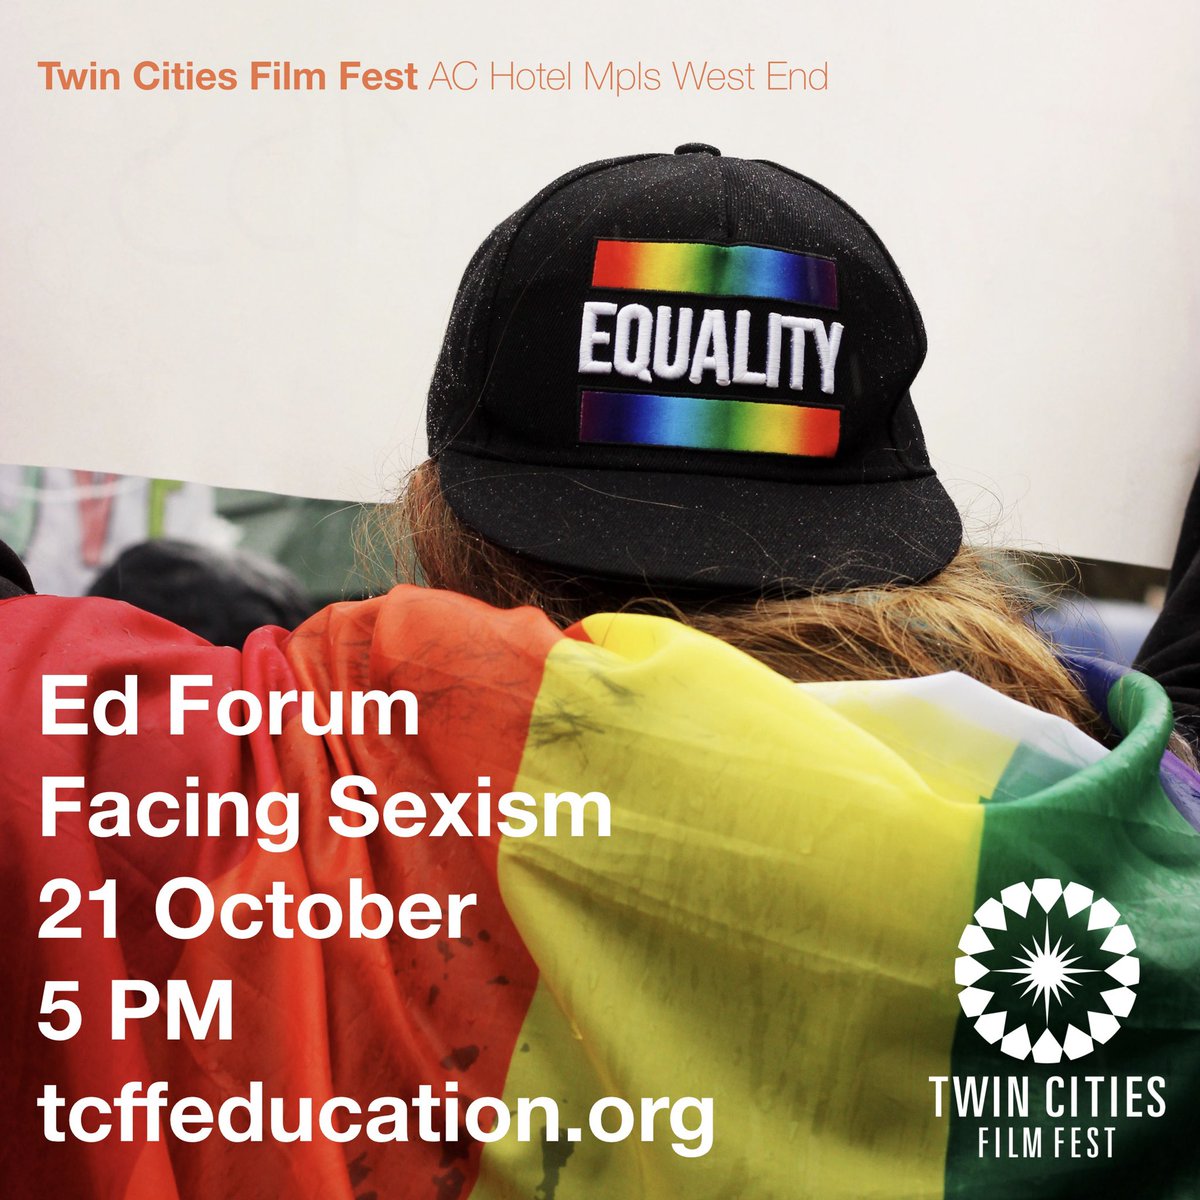 Twin Cities Film Fest AC Hotel Mpls West End
EQUALITY
Ed Forum
Facing Sexism
21 October
5 PM
tcffeducation.org
TWIN CITIES
FILM FEST